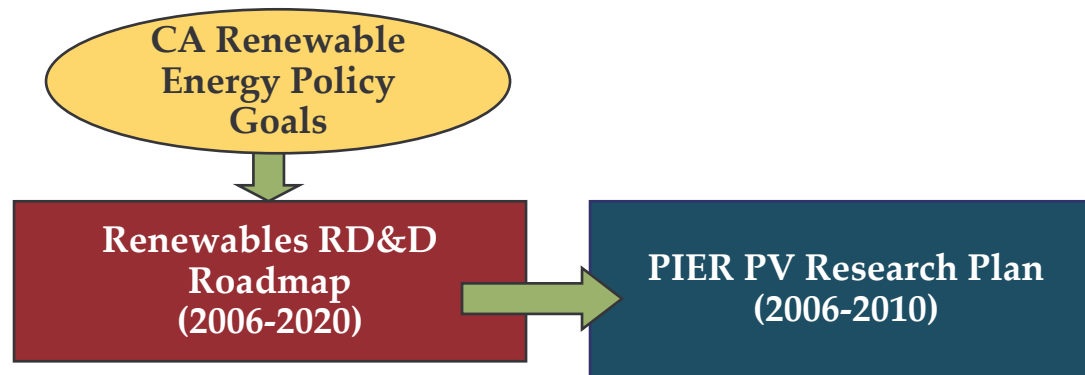 CA Renewable
Energy Policy
Goals
Renewables RD&D
Roadmap
(2006-2020)
PIER PV Research Plan
(2006-2010)